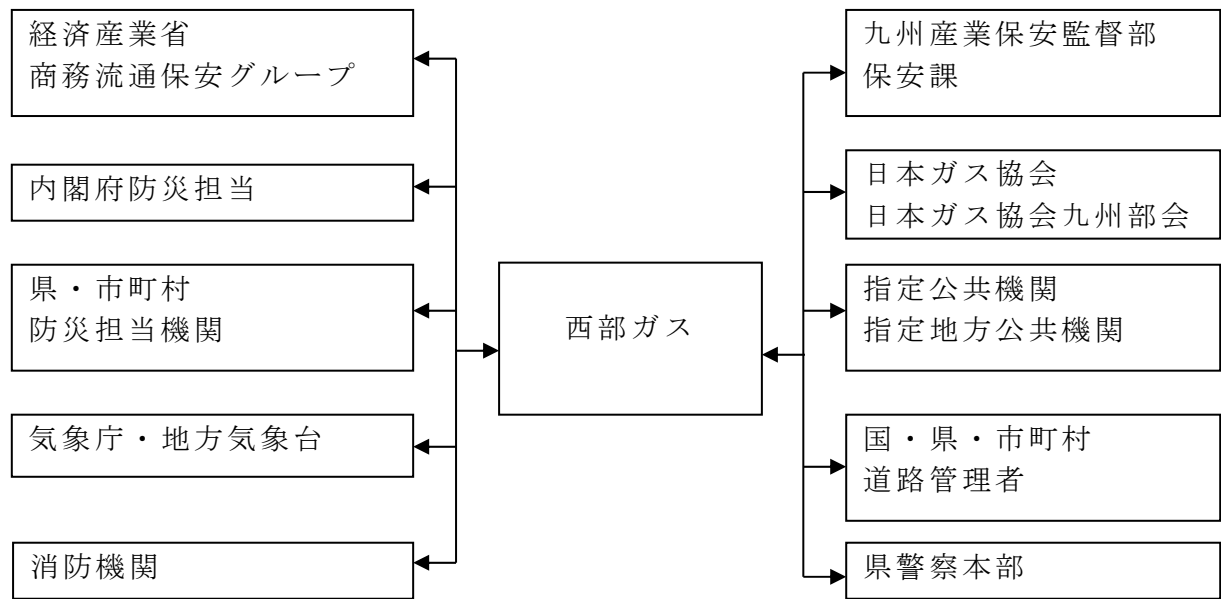 経済産業省
商務流通保安グループ
内閣府防災担当
県・市町村
防災担当機関
気象庁・地方気象台
消防機関
西部ガス
九州産業保安監督部
保安課
日本ガス協会
日本ガス協会九州部会
指定公共機関
指定地方公共機関
国・県・市町村
道路管理者
県警察本部